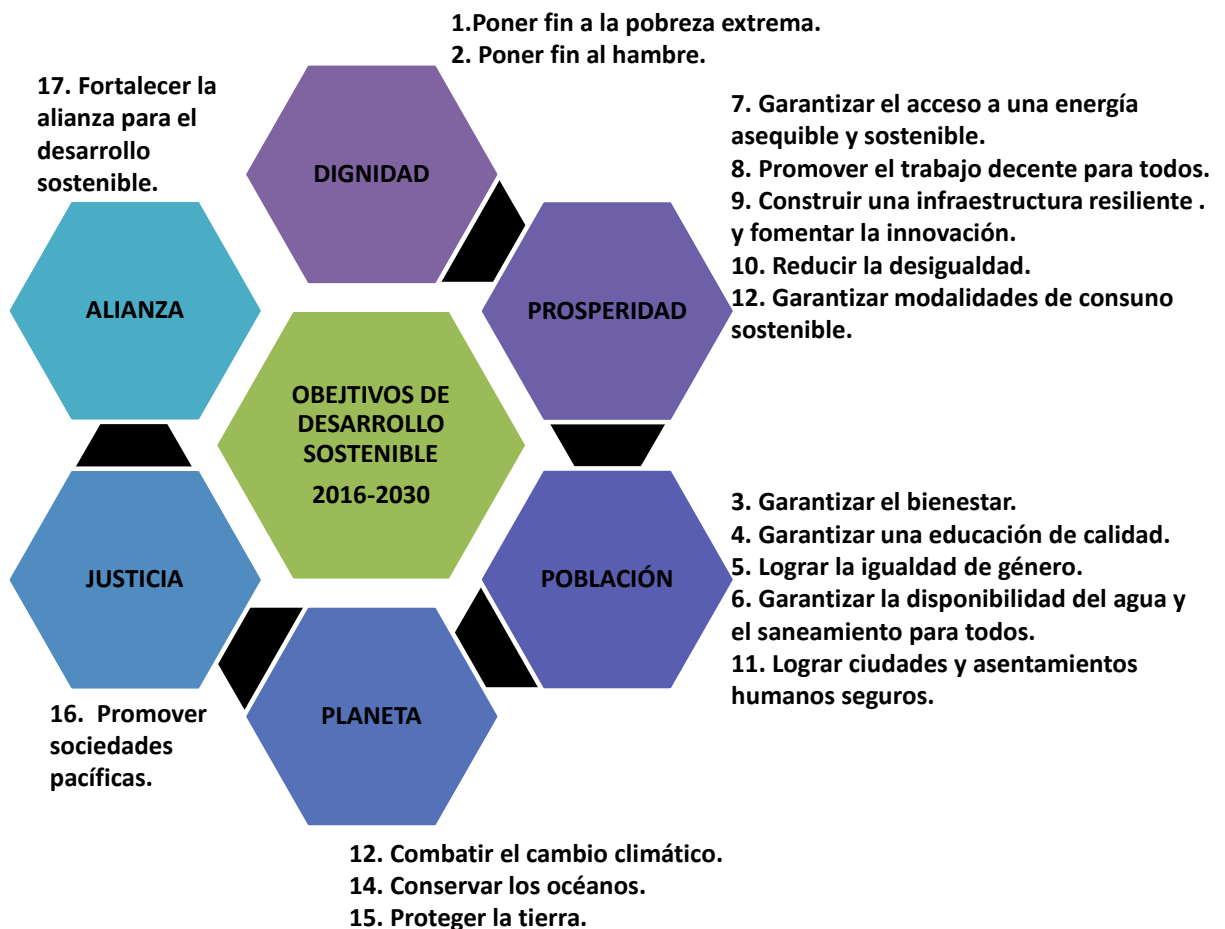 1.Poner fin a la pobreza extrema.
2. Poner fin al hambre.
17. Fortalecer la
alianza para el
desarrollo
sostenible.
7. Garantizar el acceso a una energía
asequible y sostenible.
8. Promover el trabajo decente para todos.
9. Construir una infraestructura resiliente .
y fomentar la innovación.
10. Reducir la desigualdad.
12. Garantizar modalidades de consuno
sostenible.
DIGNIDAD
ALIANZA
PROSPERIDAD
OBEJTIVOS DE
DESARROLLO
SOSTENIBLE
2016-2030
3. Garantizar el bienestar.
4. Garantizar una educación de calidad.
5. Lograr la igualdad de género.
6. Garantizar la disponibilidad del agua y
el saneamiento para todos.
11. Lograr ciudades y asentamientos
humanos seguros.
JUSTICIA
POBLACIÓN
PLANETA
16.  Promover
sociedades
pacíficas.
12. Combatir el cambio climático.
14. Conservar los océanos.
15. Proteger la tierra.